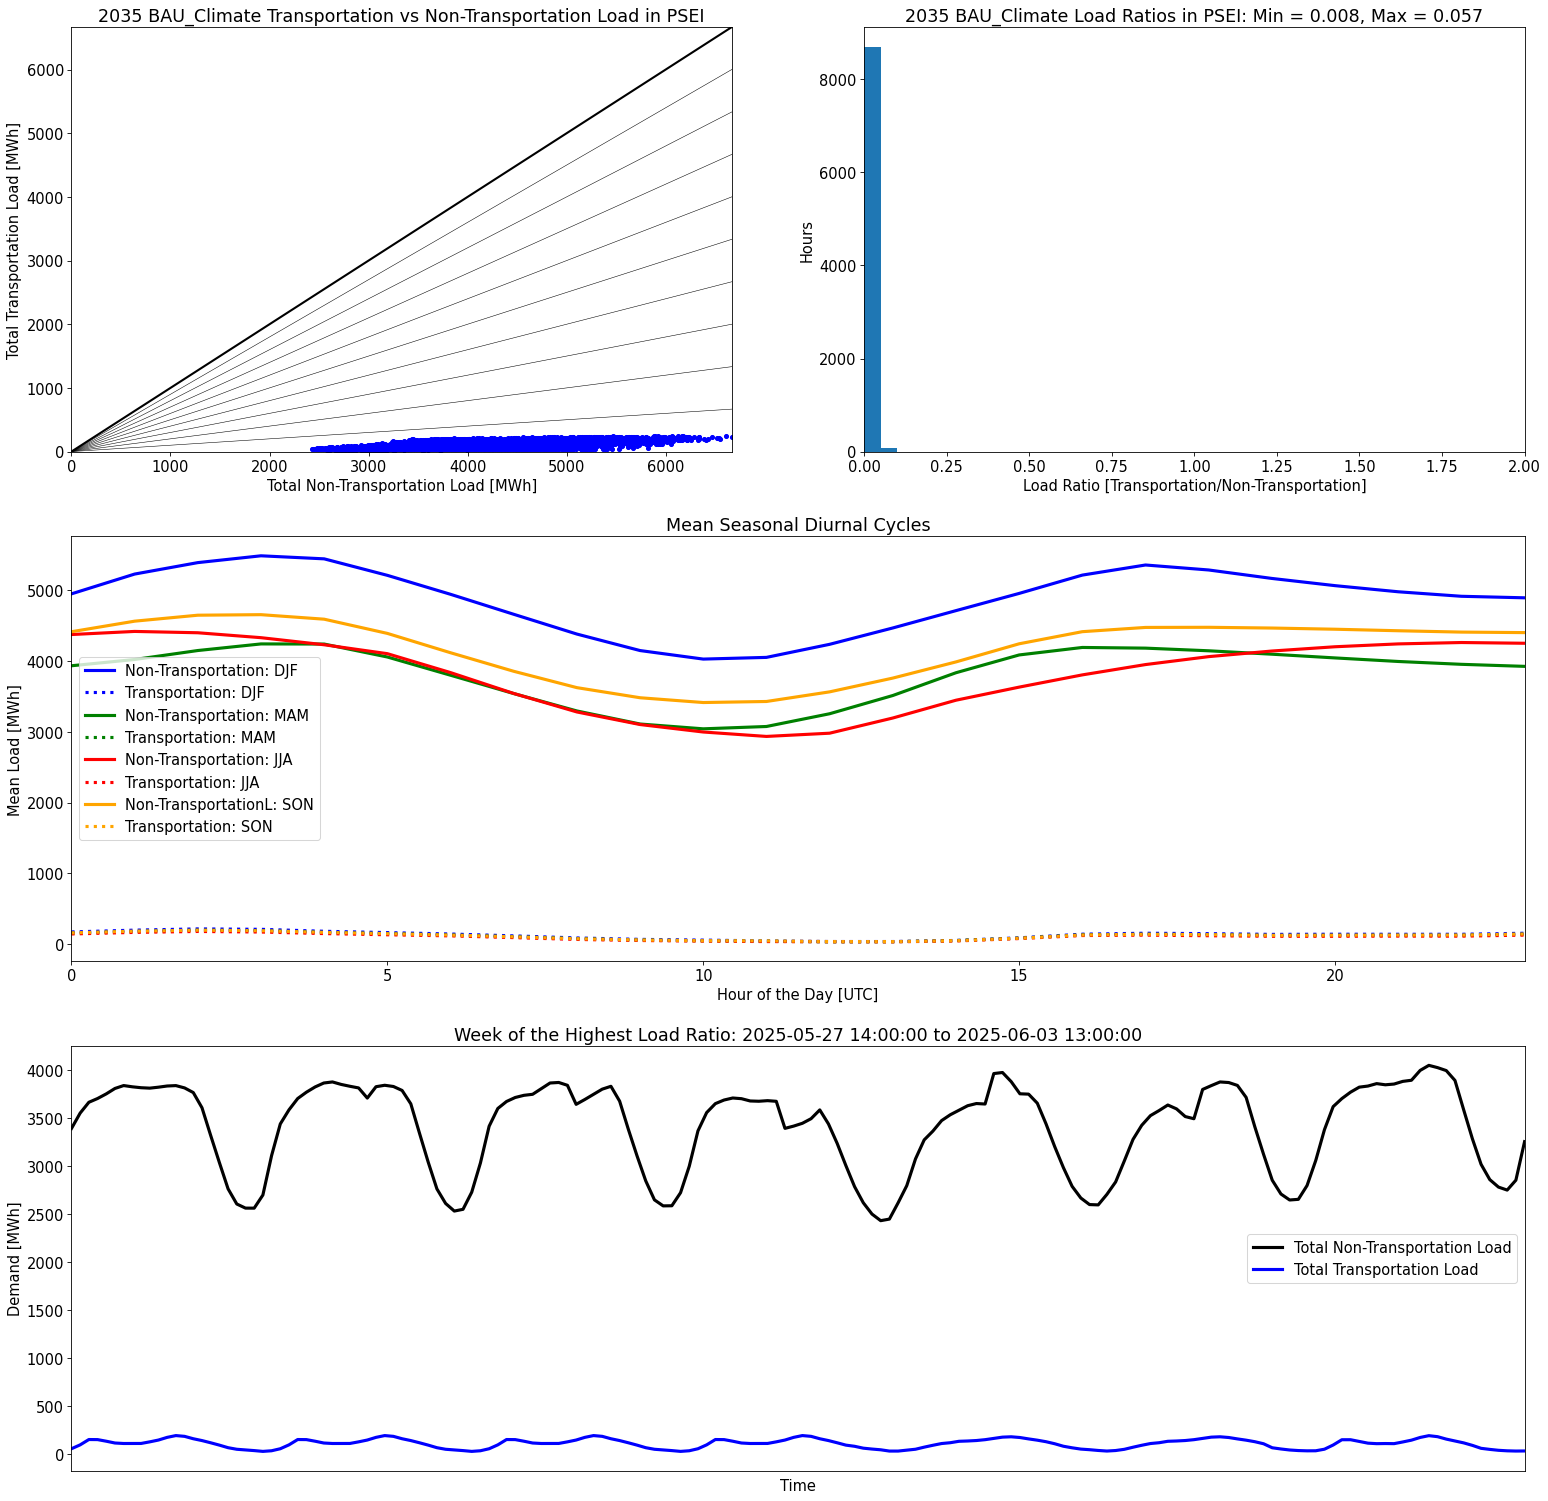 2035 BAU_Climate Transportation vs Non-Transportation Load in PSEI
Total Transportation Load [MWh]
6000
5000
4000
3000
2000
1000
0
0 1000 2000 3000 4000 5000 6000
Total Non-Transportation Load [MWh]
2035 BAU_Climate Load Ratios in PSEI: Min = 0.008, Max = 0.057
Hours
8000
6000
4000
2000
0
0.00 0.25 0.50 0.75 1.00 1.25 1.50 1.75 2.00
Load Ratio [Transportation/Non-Transportation]
Mean Seasonal Diurnal Cycles
Mean Load [MWh]
5000
4000
3000
2000
1000
0
Non-Transportation: DJF
Transportation: DJF
Non-Transportation: MAM
Transportation: MAM
Non-Transportation: JJA
Transportation: JJA
Non-TransportationL: SON
Transportation: SON
0 5 10 15 20
Hour of the Day [UTC]
Week of the Highest Load Ratio: 2025-05-27 14:00:00 to 2025-06-03 13:00:00
Demand [MWh]
4000
3500
3000
2500
2000
1500
1000
500
0
Total Non-Transportation Load
Total Transportation Load
Time